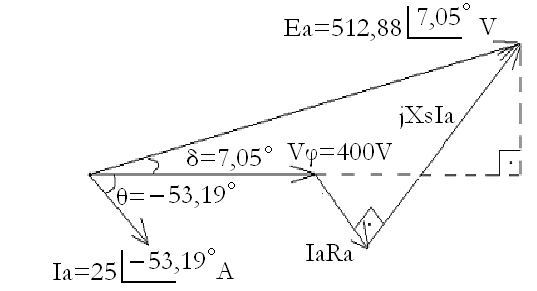 Ea=512,88 7,05° V
jXsIa
δ=7,05° Vφ=400V
θ=−53,19°
IaRa
Ia=25 −53,19° A